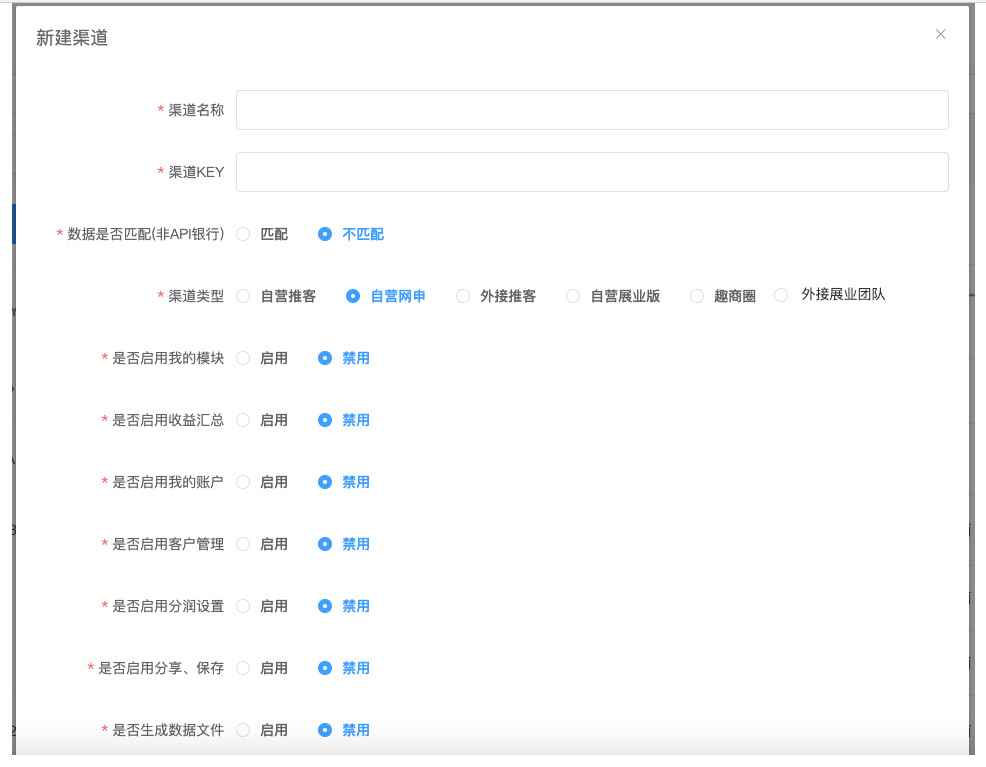 新建渠道
* 渠道名称
* 渠道KEY
* 数据是否匹配(非API银行) 匹配 不匹配
* 渠道类型 自营推客 自营网申 外接推客 自营展业版 趣商圈 外接展业团队
* 是否启用我的模块 启用 禁用
* 是否启用收益汇总 启用 禁用
* 是否启用我的账户 启用 禁用
* 是否启用客户管理 启用 禁用
* 是否启用分润设置 启用 禁用
* 是否启用分享、保存 启用 禁用
* 是否生成数据文件 启用 禁用